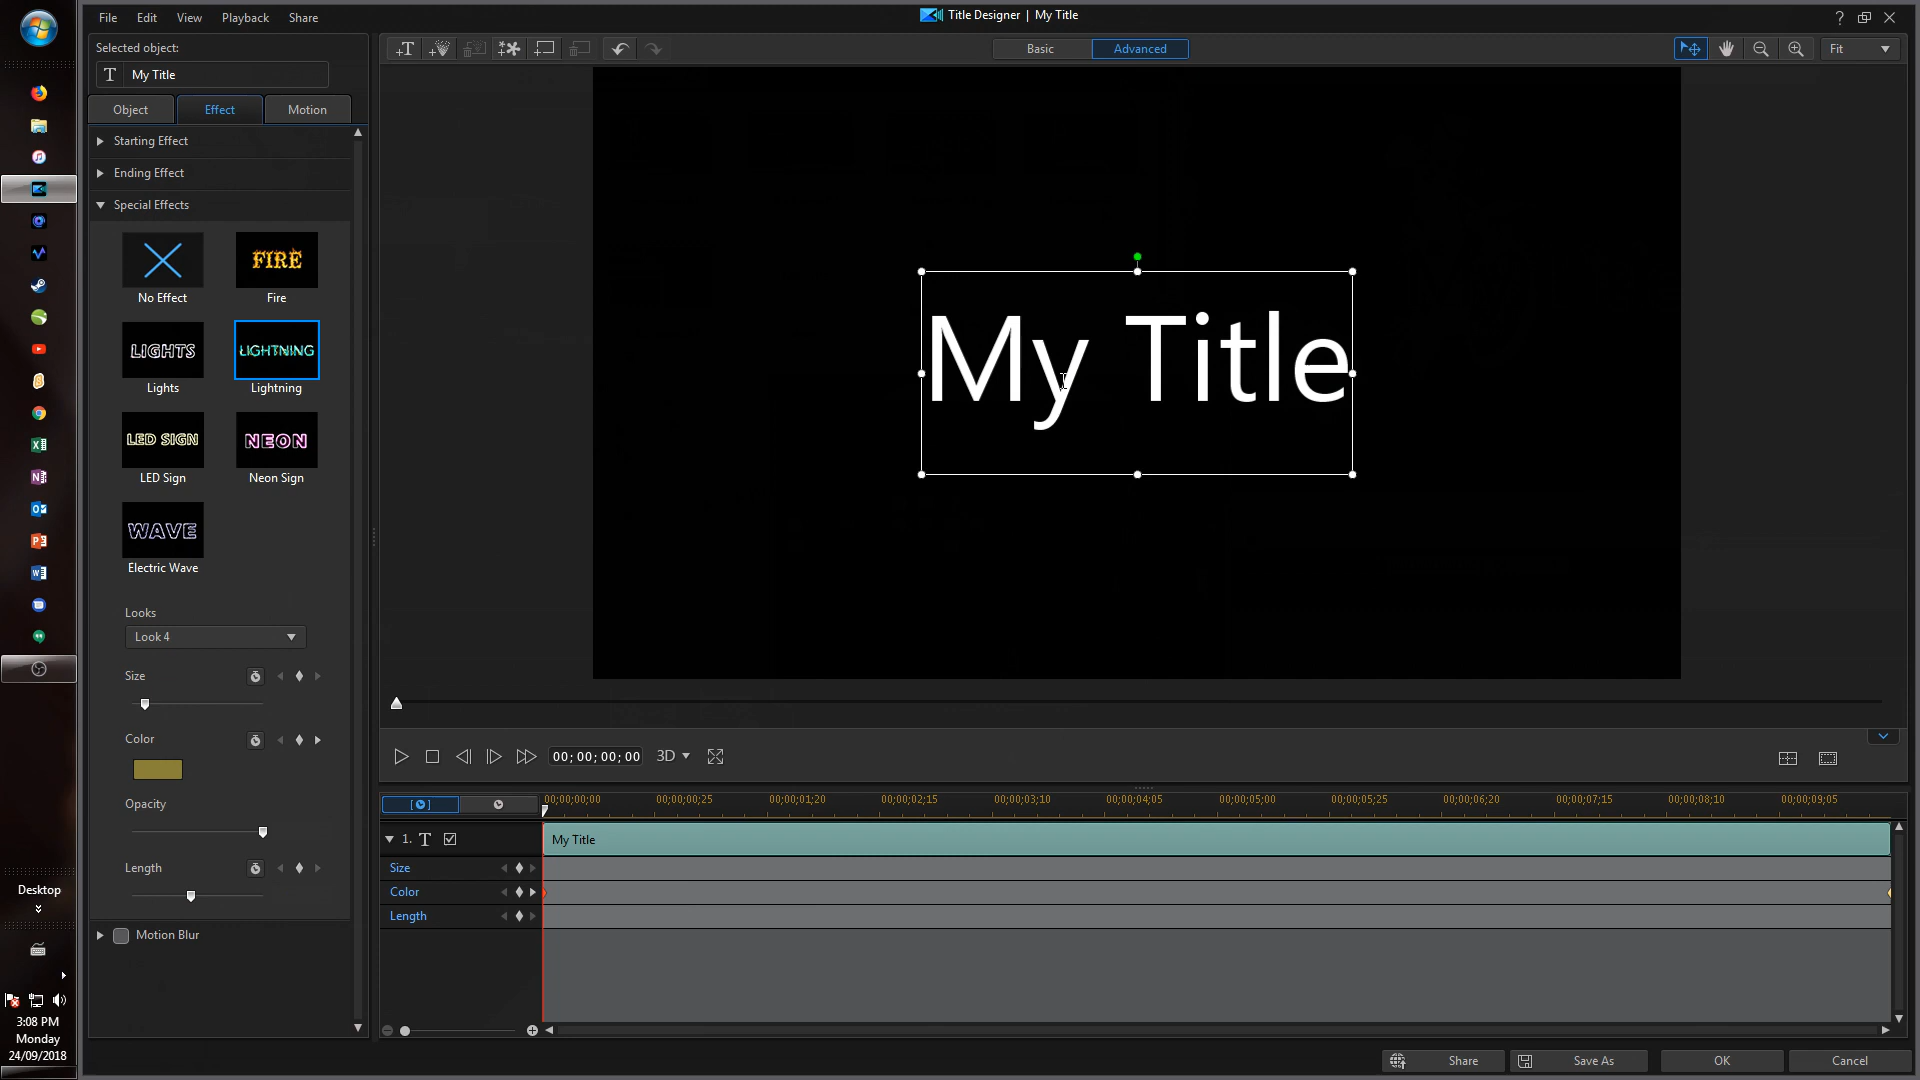 File Edit View Playback Share
Title Designer | My Title
Selected object:
T My Title
Basic Advanced
Fit
Object Effect Motion
Starting Effect
Ending Effect
Special Effects
FIRE
No Effect Fire
LIGHTS LIGHTNING
Lights Lightning
LED SIGN NEON
LED Sign Neon Sign
WAVE
Electric Wave
Looks
Look 4
Size
Color
Opacity
Length
Motion Blur
My Title
00;00;00;00
3D
00;00;00;00 00;00;00;25 00;00;01;20 00;00;02;15 00;00;03;10 00;00;04;05 00;00;05;00 00;00;05;25 00;00;06;20 00;00;07;15 00;00;08;10 00;00;09;05
1. T My Title
Size
Color
Length
Share Save As OK Cancel
Desktop
3:08 PM
Monday
24/09/2018